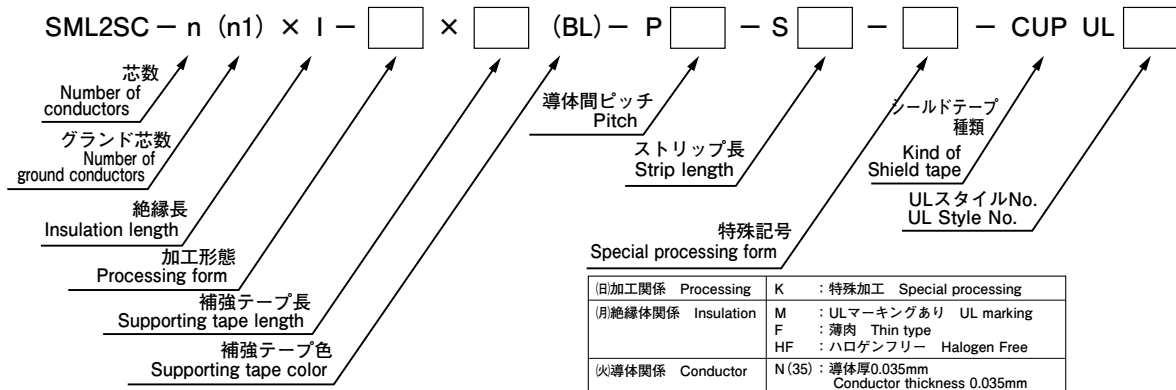 SML2SC－n (n1) × I－ × (BL)－P －S － －CUP UL
芯数
Number of
conductors
グランド芯数
Number of
ground conductors
絶縁長
Insulation length
加工形態
Processing form
補強テープ長
Supporting tape length
補強テープ色
Supporting tape color
導体間ピッチ
Pitch
ストリップ長
Strip length
特殊記号
Special processing form
シールドテープ
種類
Kind of
Shield tape
ULスタイルNo.
UL Style No.
㈰加工関係 Processing K ：特殊加工 Special processing
㈪絶縁体関係 Insulation M ：ULマーキングあり UL marking
F ：薄肉 Thin type
HF ：ハロゲンフリー Halogen Free
㈫導体関係 Conductor N (35)：導体厚0.035mm
Conductor thickness 0.035mm